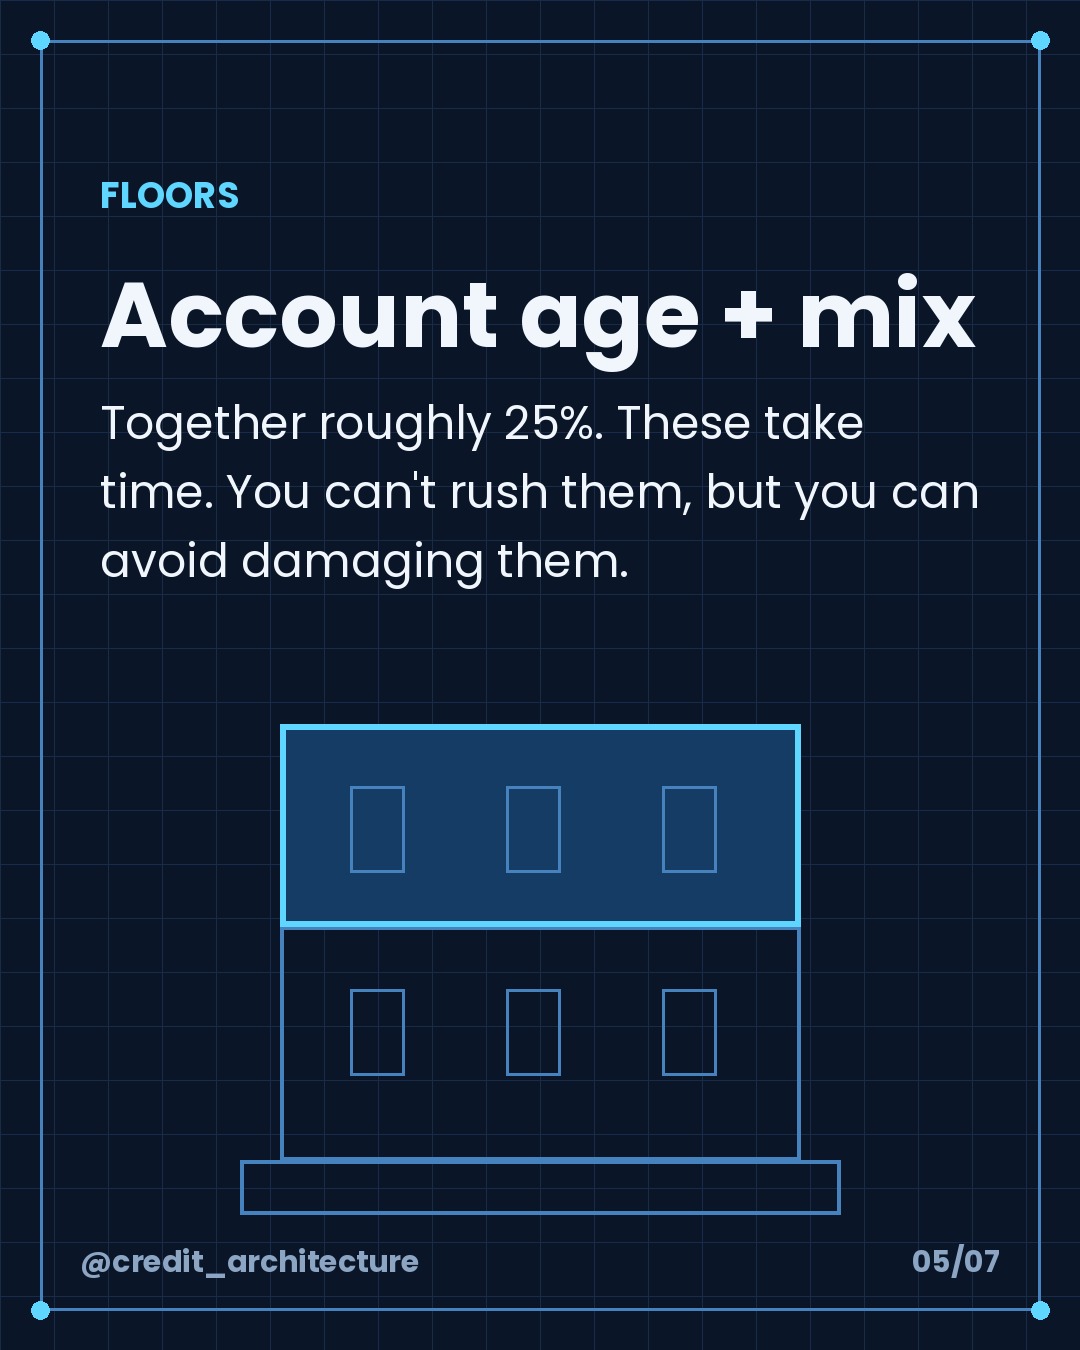 FLOORS
Account age + mix
Together roughly 25%. These take
time. You can't rush them, but you can
avoid damaging them.
@credit_architecture
05/07